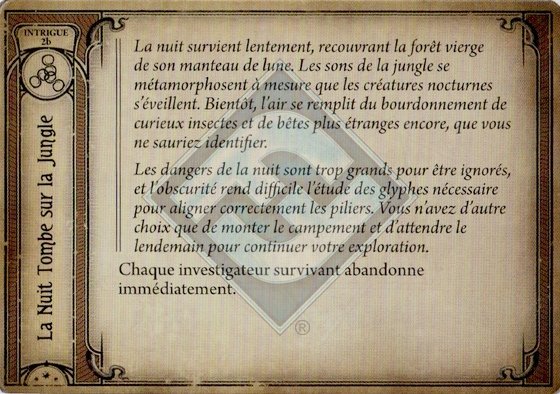 INTRIGUE
2b
La Nuit Tombe sur la Jungle
La nuit survient lentement, recouvrant la forêt vierge
de son manteau de lune. Les sons de la jungle se
métamorphosent à mesure que les créatures nocturnes
s'éveillent. Bientôt, l'air se remplit du bourdonnement de
curieux insectes et de bêtes plus étranges encore, que vous
ne sauriez identifier.
Les dangers de la nuit sont trop grands pour être ignorés,
et l'obscurité rend difficile l'étude des glyphes nécessaire
pour aligner correctement les piliers. Vous n'avez d'autre
choix que de monter le campement et d'attendre le
lendemain pour continuer votre exploration.
Chaque investigateur survivant abandonne
immédiatement.
®